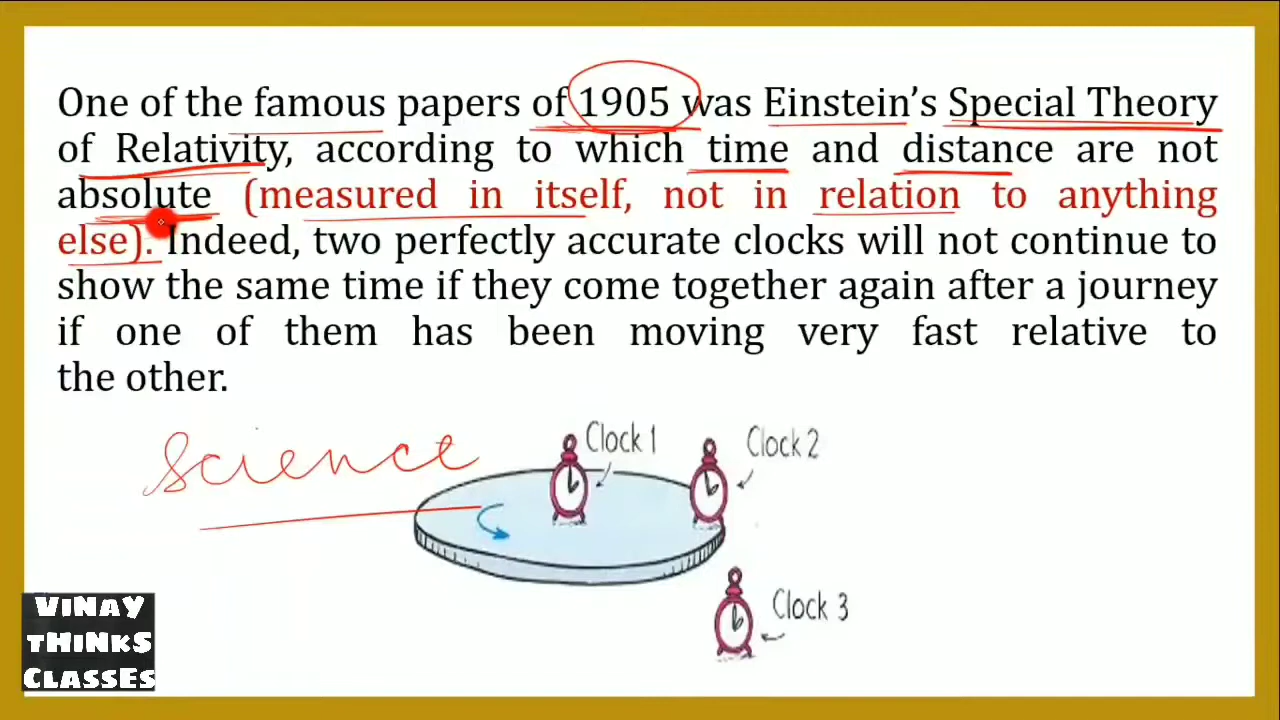 One of the famous papers of 1905 was Einstein’s Special Theory
of Relativity, according to which time and distance are not
absolute (measured in itself, not in relation to anything
else). Indeed, two perfectly accurate clocks will not continue to
show the same time if they come together again after a journey
if one of them has been moving very fast relative to
the other.
Science
Clock 1
Clock 2
Clock 3
ViNAY
THiNKS
CLASSES